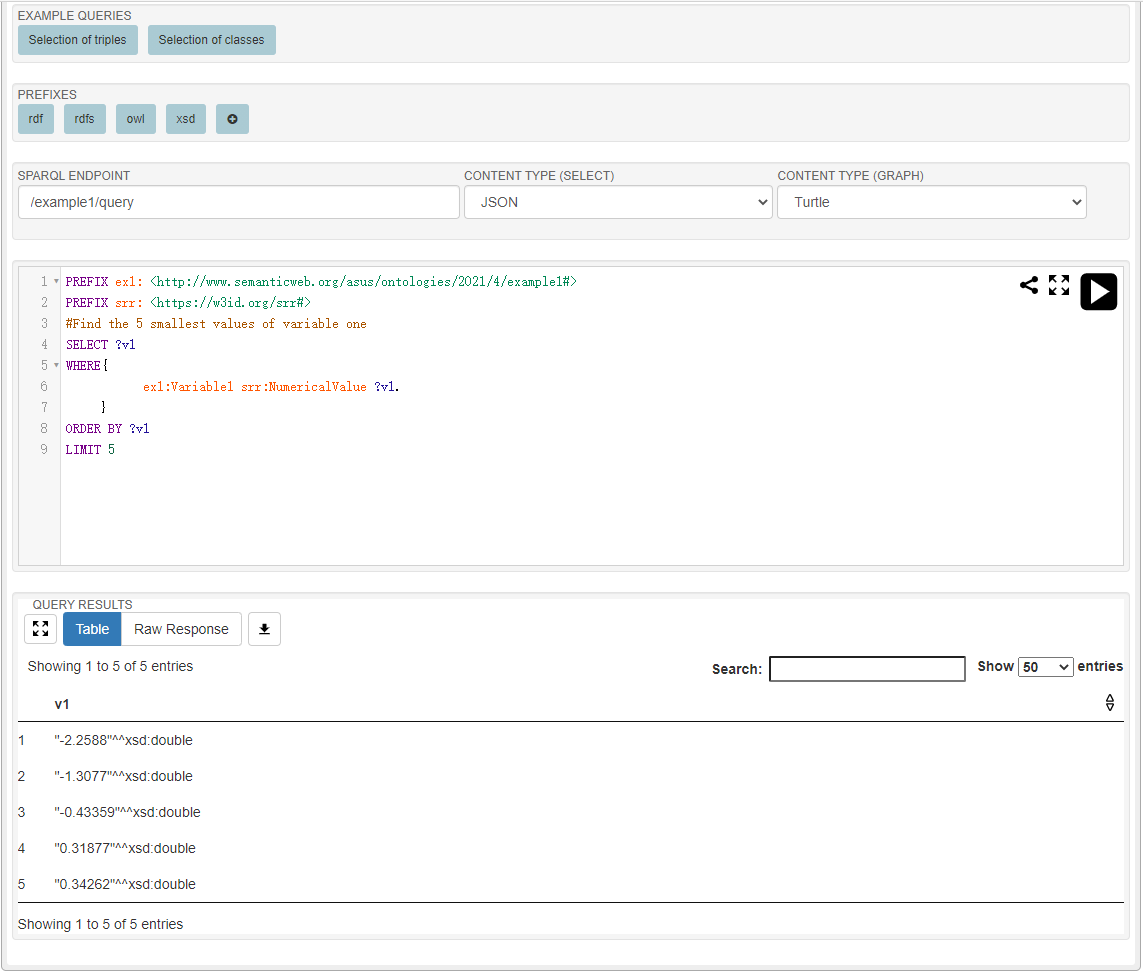 EXAMPLE QUERIES
Selection of triples Selection of classes
PREFIXES
rdf rdfs owl xsd
SPARQL ENDPOINT CONTENT TYPE (SELECT) CONTENT TYPE (GRAPH)
/example1/query JSON Turtle
1 PREFIX ex1: <http://www.semanticweb.org/asus/ontologies/2021/4/example1#>
2 PREFIX srr: <https://w3id.org/srr#>
3 #Find the 5 smallest values of variable one
4 SELECT ?v1
5 WHERE{
6 ex1:Variable1 srr:NumericalValue ?v1.
7 }
8 ORDER BY ?v1
9 LIMIT 5
QUERY RESULTS
Table Raw Response
Showing 1 to 5 of 5 entries Search: Show 50 entries
v1
1 "-2.2588"^^xsd:double
2 "-1.3077"^^xsd:double
3 "-0.43359"^^xsd:double
4 "0.31877"^^xsd:double
5 "0.34262"^^xsd:double
Showing 1 to 5 of 5 entries